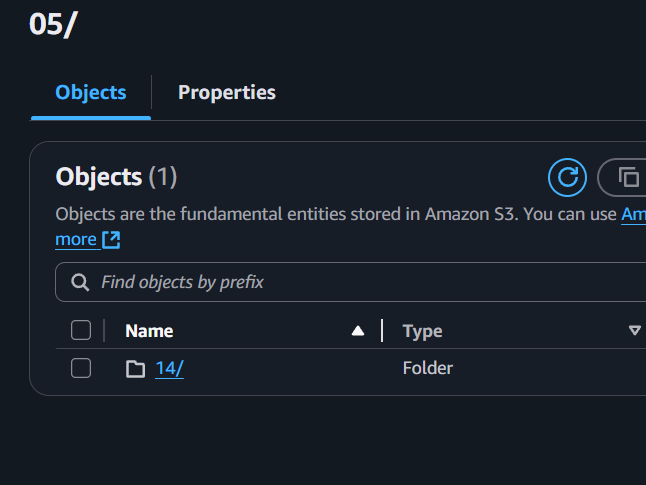 05/
Objects
Properties
Objects (1)
Objects are the fundamental entities stored in Amazon S3. You can use
more
Find objects by prefix
Name
Type
14/
Folder